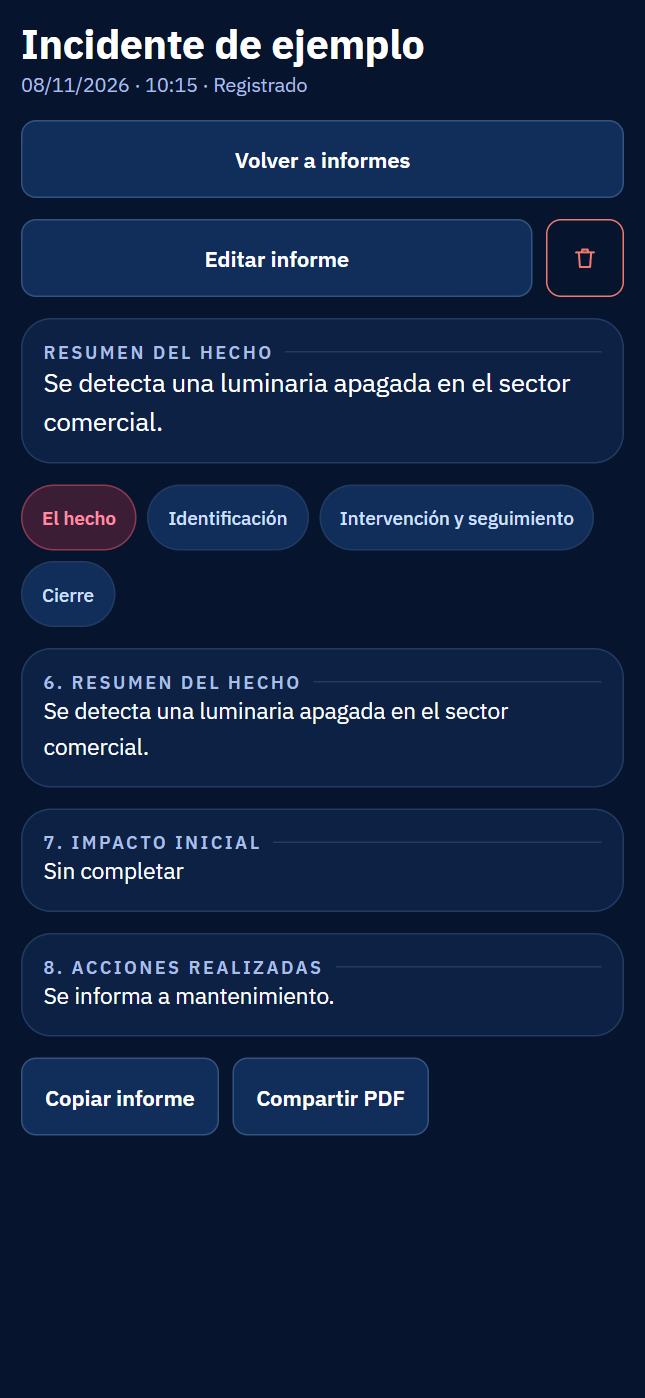 Incidente de ejemplo
08/11/2026 · 10:15 · Registrado
Volver a informes
Editar informe
RESUMEN DEL HECHO
Se detecta una luminaria apagada en el sector
comercial.
El hecho
Identificación
Intervención y seguimiento
Cierre
6. RESUMEN DEL HECHO
Se detecta una luminaria apagada en el sector
comercial.
7. IMPACTO INICIAL
Sin completar
8. ACCIONES REALIZADAS
Se informa a mantenimiento.
Copiar informe
Compartir PDF